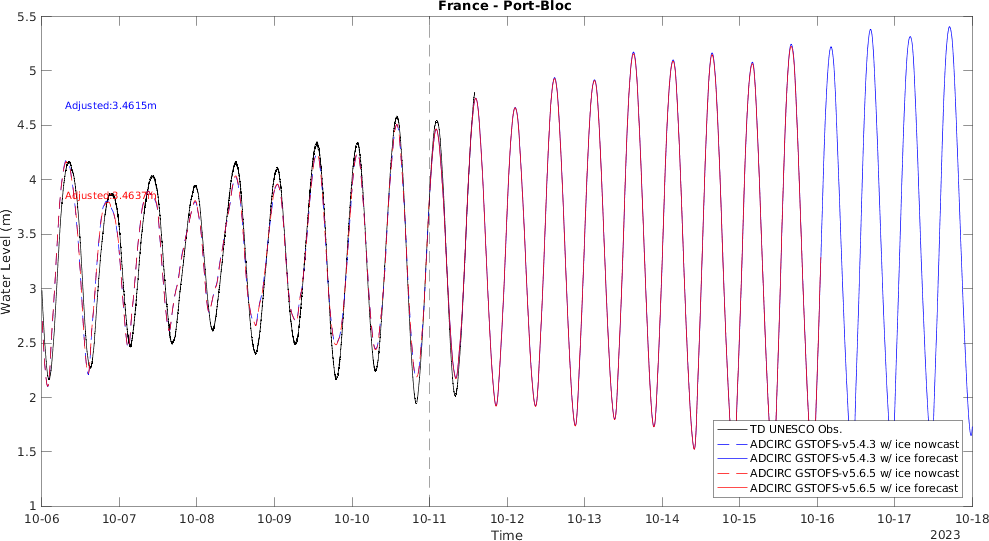 France - Port-Bloc
5.5
5
4.5
4
3.5
3
2.5
2
1.5
1
Water Level (m)
Adjusted:3.4615m
Adjusted:3.4637m
TD UNESCO Obs.
ADCIRC GSTOFS-v5.4.3 w/ ice nowcast
ADCIRC GSTOFS-v5.4.3 w/ ice forecast
ADCIRC GSTOFS-v5.6.5 w/ ice nowcast
ADCIRC GSTOFS-v5.6.5 w/ ice forecast
10-06 10-07 10-08 10-09 10-10 10-11 10-12 10-13 10-14 10-15 10-16 10-17 10-18
Time
2023